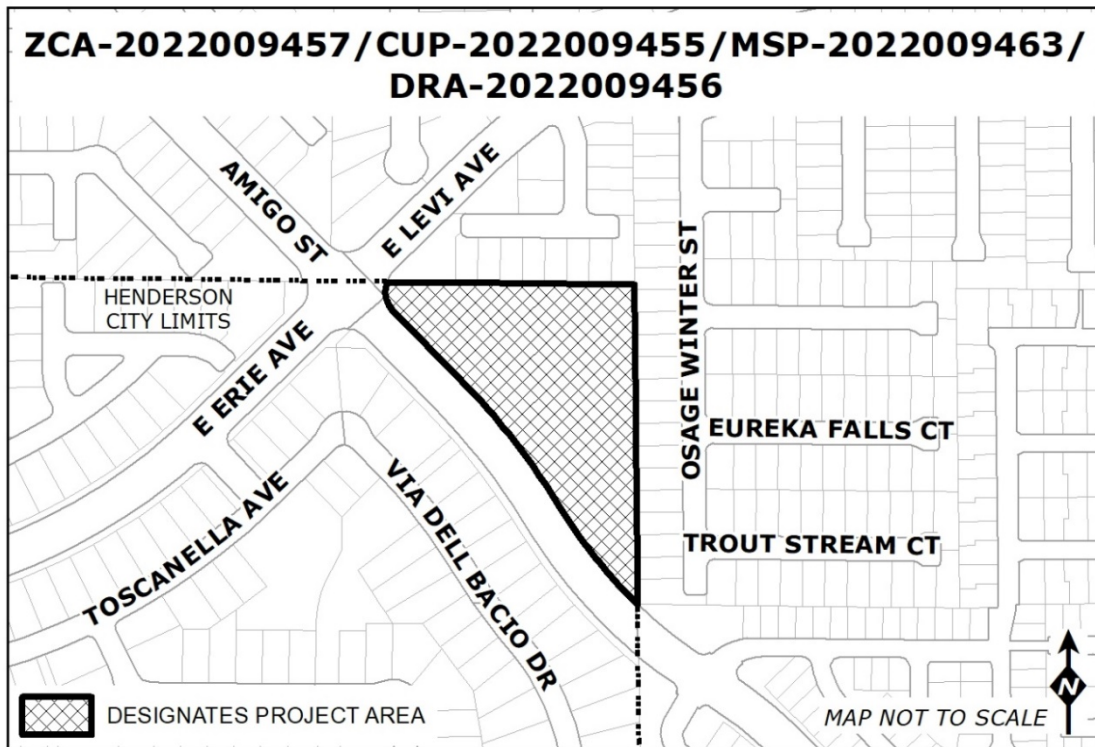 ZCA-2022009457/CUP-2022009455/MSP-2022009463/
DRA-2022009456
AMIGO ST
E LEVI AVE
HENDERSON
CITY LIMITS
E ERIE AVE
OSAGE WINTER ST
EUREKA FALLS CT
TOSCANELLA AVE
VIA DELL BACIO DR
TROUT STREAM CT
DESIGNATES PROJECT AREA
MAP NOT TO SCALE
N